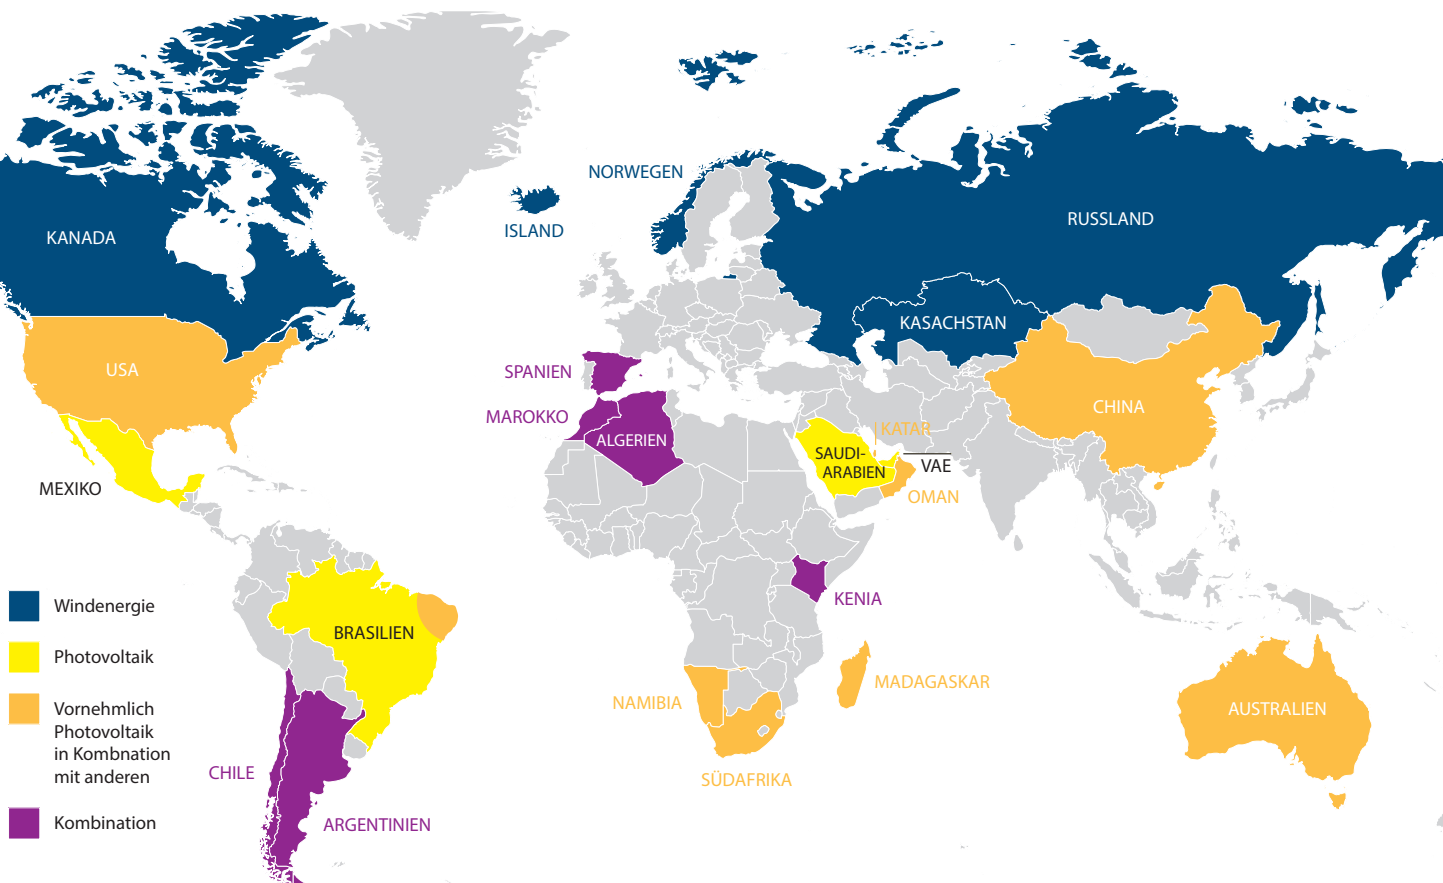 NORWEGEN
ISLAND
KANADA
RUSSLAND
KASACHSTAN
USA
SPANIEN
MAROKKO
ALGERIEN
CHINA
KATAR
SAUDI-
ARABIEN
VAE
OMAN
MEXIKO
KENIA
BRASILIEN
MADAGASKAR
NAMIBIA
AUSTRALIEN
SÜDAFRIKA
CHILE
ARGENTINIEN
Windenergie
Photovoltaik
Vornehmlich
Photovoltaik
in Kombnation
mit anderen
Kombination